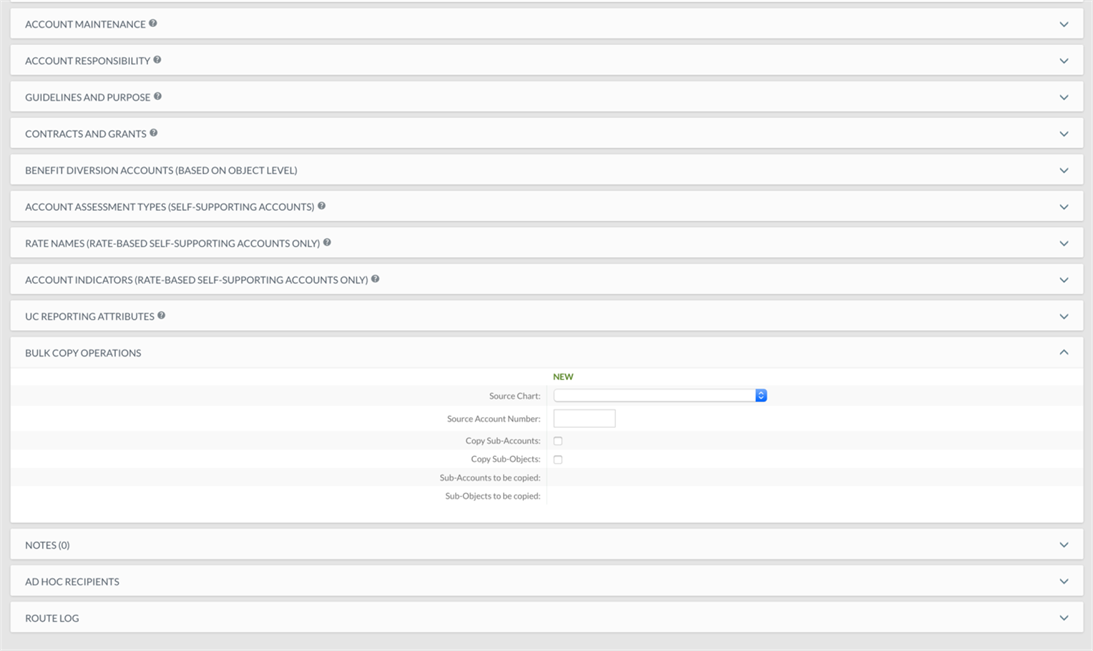 ACCOUNT MAINTENANCE
ACCOUNT RESPONSIBILITY
GUIDELINES AND PURPOSE
CONTRACTS AND GRANTS
BENEFIT DIVERSION ACCOUNTS (BASED ON OBJECT LEVEL)
ACCOUNT ASSESSMENT TYPES (SELF-SUPPORTING ACCOUNTS)
RATE NAMES (RATE-BASED SELF-SUPPORTING ACCOUNTS ONLY)
ACCOUNT INDICATORS (RATE-BASED SELF-SUPPORTING ACCOUNTS ONLY)
UC REPORTING ATTRIBUTES
BULK COPY OPERATIONS
NEW
Source Chart:
Source Account Number:
Copy Sub-Accounts:
Copy Sub-Objects:
Sub-Accounts to be copied:
Sub-Objects to be copied:
NOTES (0)
AD HOC RECIPIENTS
ROUTE LOG